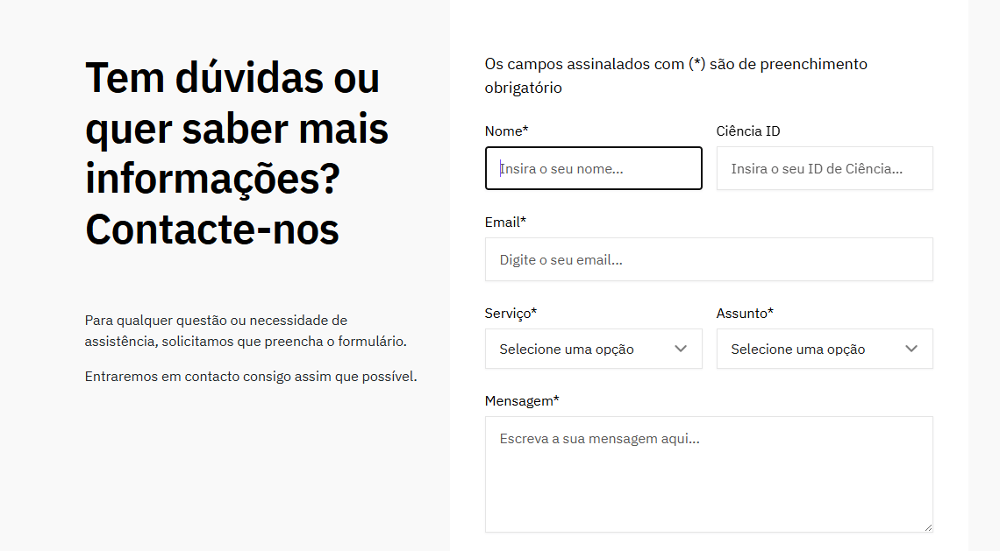 Tem dúvidas ou
quer saber mais
informações?
Contacte-nos
Para qualquer questão ou necessidade de
assistência, solicitamos que preencha o formulário.
Entraremos em contacto consigo assim que possível.
Os campos assinalados com (*) são de preenchimento
obrigatório
Nome*
Ciência ID
Insira o seu nome...
Insira o seu ID de Ciência...
Email*
Digite o seu email...
Serviço*
Assunto*
Selecione uma opção
Selecione uma opção
Mensagem*
Escreva a sua mensagem aqui...